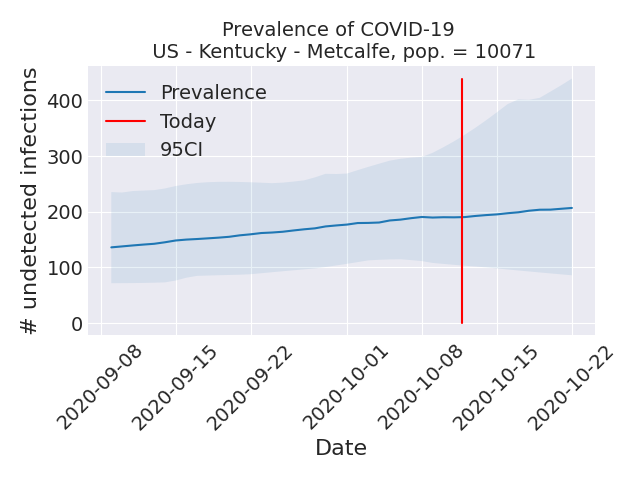 Prevalence of COVID-19
US - Kentucky - Metcalfe, pop. = 10071
# undetected infections
400
300
200
100
0
Prevalence
Today
95CI
2020-09-08
2020-09-15
2020-09-22
2020-10-01
2020-10-08
2020-10-15
2020-10-22
Date